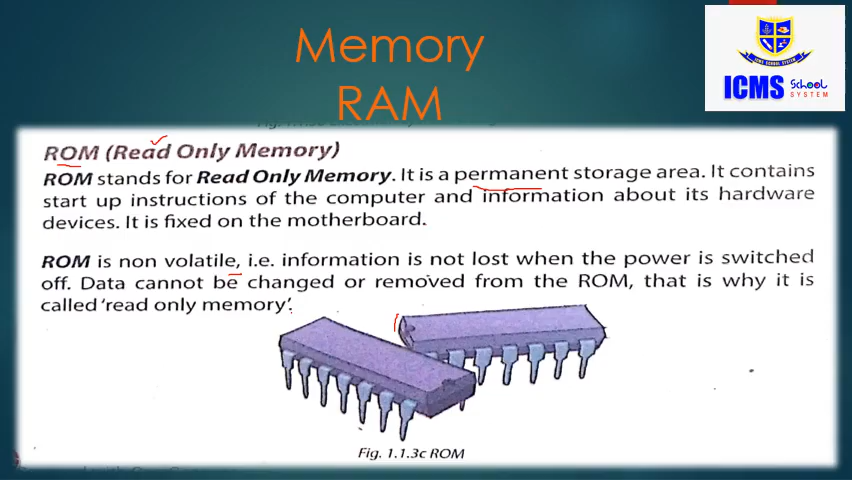 Memory
RAM
ICMS SCHOOL SYSTEM
ICMS School
SYSTEM
ROM (Read Only Memory)
ROM stands for Read Only Memory. It is a permanent storage area. It contains
start up instructions of the computer and information about its hardware
devices. It is fixed on the motherboard.
ROM is non volatile, i.e. information is not lost when the power is switched
off. Data cannot be changed or removed from the ROM, that is why it is
called 'read only memory'.
Fig. 1.1.3c ROM